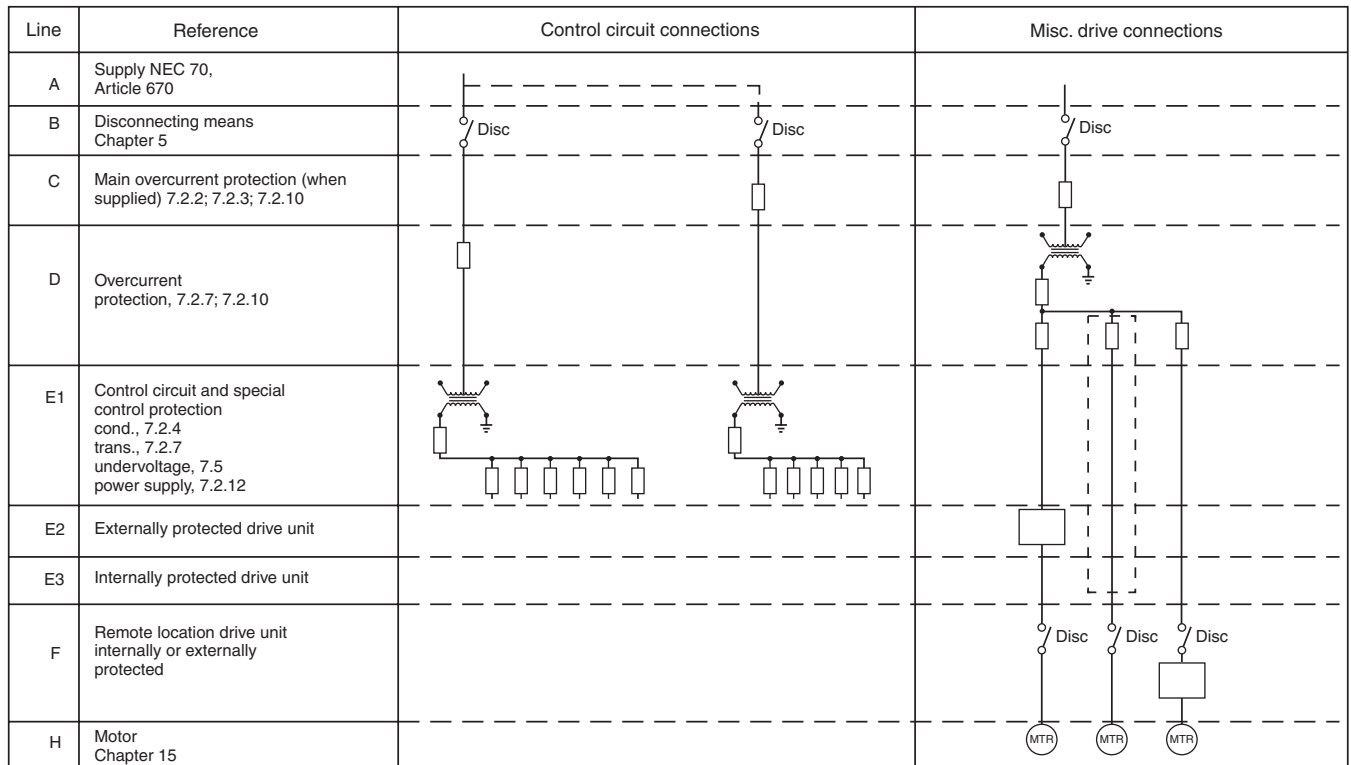 Line
Reference
Control circuit connections
Misc. drive connections
A
Supply NEC 70,
Article 670
B
Disconnecting means
Chapter 5
Disc
Disc
Disc
C
Main overcurrent protection (when
supplied) 7.2.2; 7.2.3; 7.2.10
D
Overcurrent
protection, 7.2.7; 7.2.10
E1
Control circuit and special
control protection
cond., 7.2.4
trans., 7.2.7
undervoltage, 7.5
power supply, 7.2.12
E2
Externally protected drive unit
E3
Internally protected drive unit
F
Remote location drive unit
internally or externally
protected
Disc
Disc
Disc
H
Motor
Chapter 15
MTR
MTR
MTR